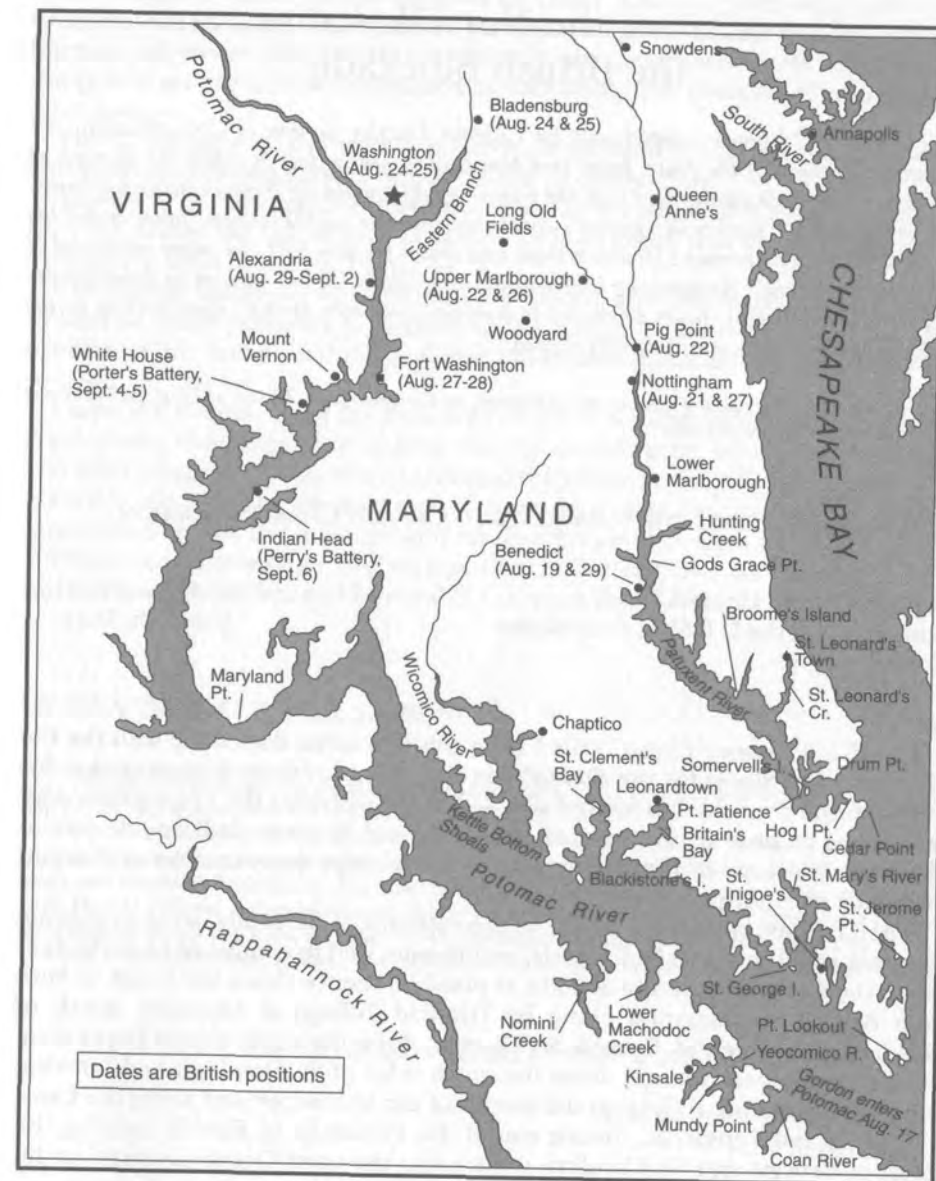 Snowdens
Potomac
River
Bladensburg
(Aug. 24 & 25)
South
River
Annapolis
Washington
(Aug. 24-25)
VIRGINIA
Eastern Branch
Queen
Anne's
Long Old
Fields
Alexandria
(Aug. 29-Sept. 2)
Upper Marlborough
(Aug. 22 & 26)
CHESAPEAKE BAY
Woodyard
Pig Point
(Aug. 22)
Mount
Vernon
White House
(Porter's Battery,
Sept. 4-5)
Fort Washington
(Aug. 27-28)
Nottingham
(Aug. 21 & 27)
Lower
Marlborough
MARYLAND
Hunting
Creek
Indian Head
(Perry's Battery,
Sept. 6)
Benedict
(Aug. 19 & 29)
Gods Grace Pt.
Broome's Island
St. Leonard's
Town
Patuxent River
Maryland
Pt.
Wicomico River
St. Leonard's
Cr.
Chaptico
St. Clement's
Bay
Somervell's I.
Drum Pt.
Leonardtown
Pt. Patience
Hog I Pt.
Cedar Point
Kettle Bottom
Shoals
Britain's
Bay
Blackistone's I.
St.
Inigoe's
St. Mary's River
Potomac River
St. Jerome
Pt.
Rappahannock River
St. George I.
Nomini
Creek
Lower
Machodoc
Creek
Pt. Lookout
Yeocomico R.
Kinsale
Gordon enters
Potomac Aug. 17
Dates are British positions
Mundy Point
Coan River